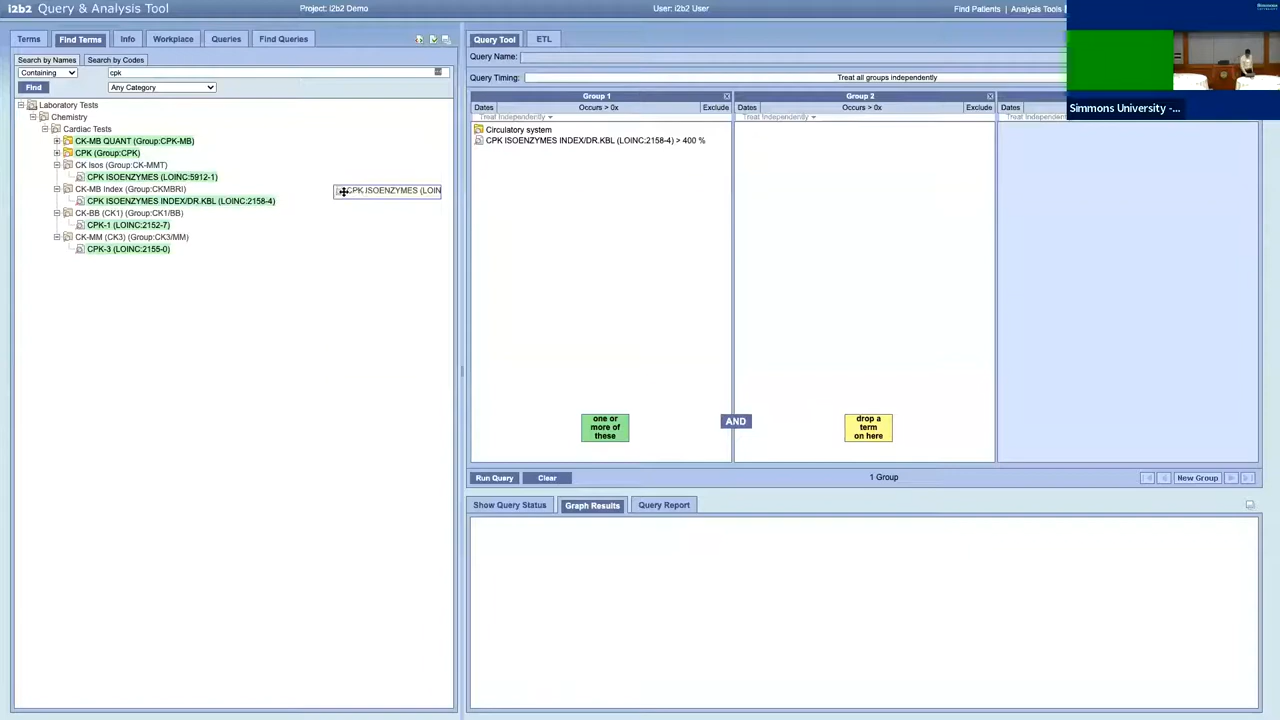 i2b2 Query & Analysis Tool
Project: i2b2 Demo
User: i2b2 User
Find Patients | Analysis Tools |
Terms
Find Terms
Info
Workplace
Queries
Find Queries
Search by Names
Search by Codes
Containing
cpk
Find
Any Category
Laboratory Tests
Chemistry
Cardiac Tests
CK-MB QUANT (Group:CPK-MB)
CPK (Group:CPK)
CK Isos (Group:CK-MMT)
CPK ISOENZYMES (LOINC:5912-1)
CK-MB Index (Group:CKMBRI)
CPK ISOENZYMES INDEX/DR.KBL (LOINC:2158-4)
CK-BB (CK1) (Group:CK1/BB)
CPK-1 (LOINC:2152-7)
CK-MM (CK3) (Group:CK3/MM)
CPK-3 (LOINC:2155-0)
CPK ISOENZYMES (LOIN
Query Tool
ETL
Query Name:
Query Timing:
Treat all groups independently
Group 1
Group 2
Dates
Occurs > 0x
Exclude
Dates
Occurs > 0x
Exclude
Dates
Treat Independently
Treat Independently
Treat Independen
Circulatory system
CPK ISOENZYMES INDEX/DR.KBL (LOINC:2158-4) > 400 %
one or
more of
these
AND
drop a
term
on here
Run Query
Clear
1 Group
New Group
Show Query Status
Graph Results
Query Report
Simmons University -...